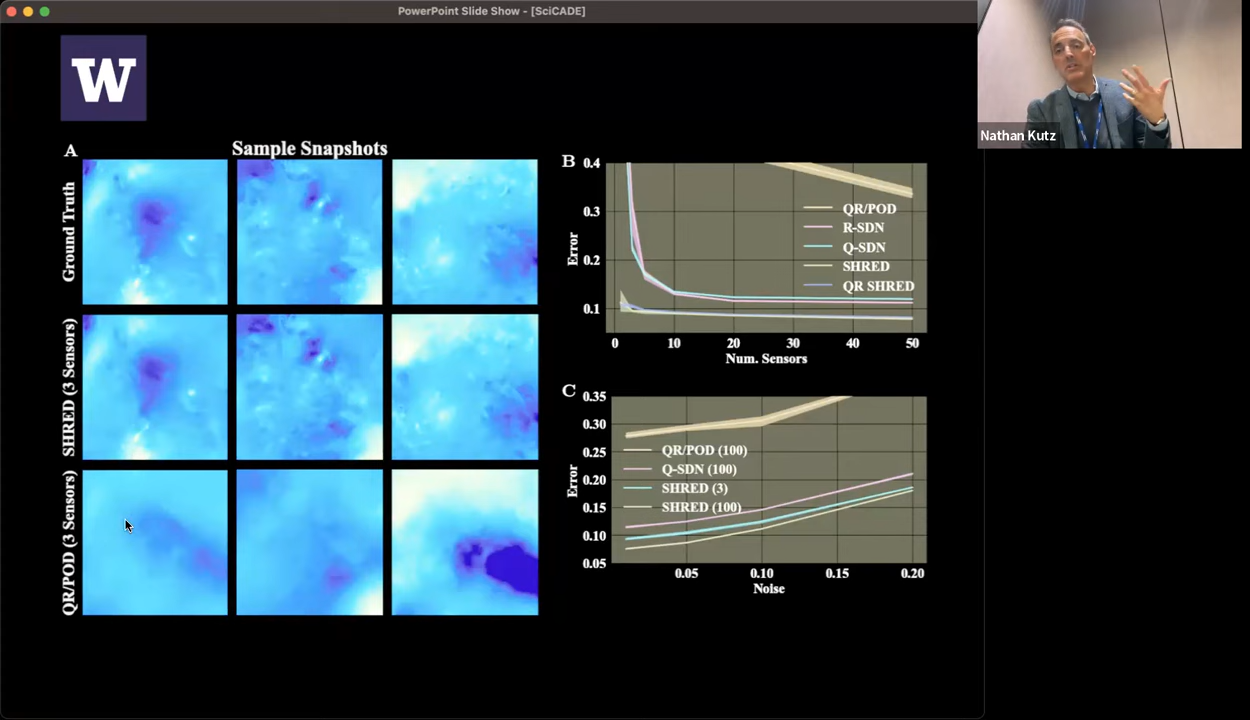 PowerPoint Slide Show - [SciCADE]
W
Nathan Kutz
A
Sample Snapshots
Ground Truth
SHRED (3 Sensors)
QR/POD (3 Sensors)
B
0.4
0.3
0.2
0.1
Error
QR/POD
R-SDN
Q-SDN
SHRED
QR SHRED
0 10 20 30 40 50
Num. Sensors
C
0.35
0.30
0.25
0.20
0.15
0.10
0.05
Error
QR/POD (100)
Q-SDN (100)
SHRED (3)
SHRED (100)
0.05 0.10 0.15 0.20
Noise